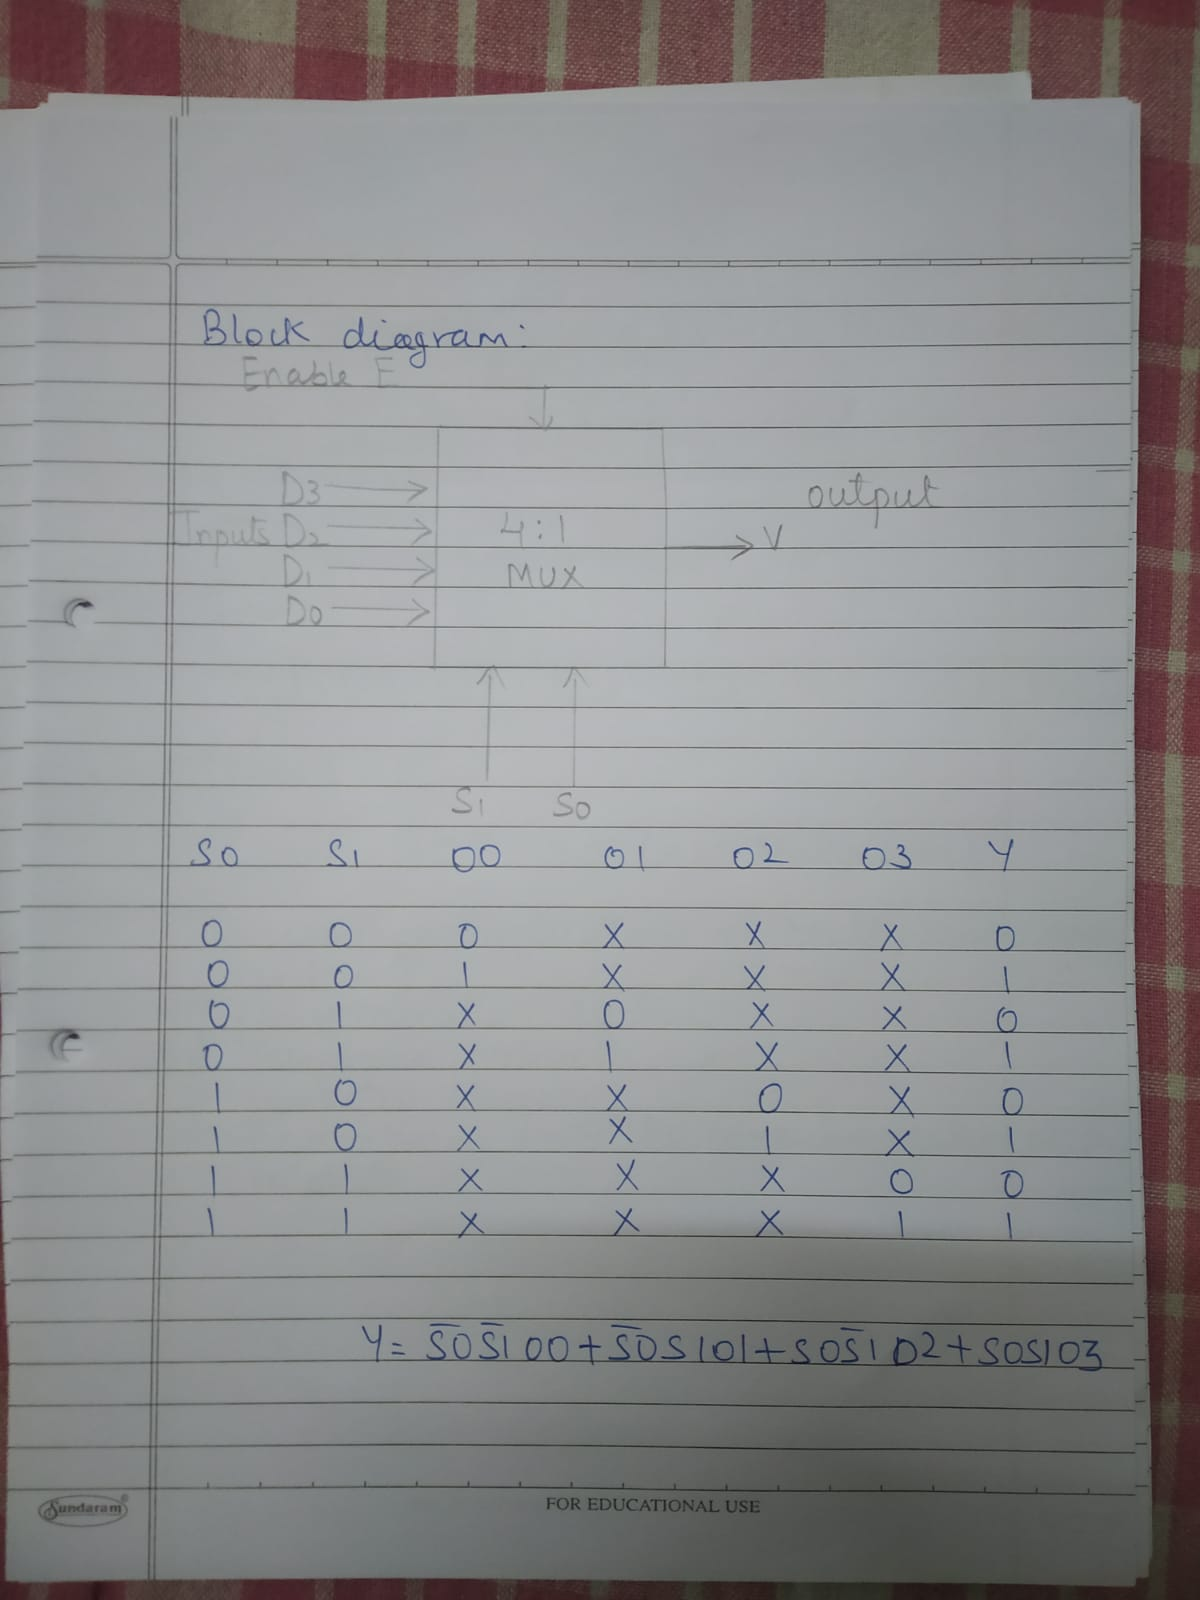 Block diagram:
Enable E
D3
output
Inputs D2
4:1
V
D1
MUX
D0
S1 S0
S0 S1 00 01 02 03 Y
0 0 0 X X X 0
0 0 1 X X X 1
0 1 X 0 X X 0
0 1 X 1 X X 1
1 0 X X 0 X 0
1 0 X X 1 X 1
1 1 X X X 0 0
1 1 X X X 1 1
Y = S̅0S̅1 00 + S̅0S101 + S0S̅1 D2 + S0S103
Sundaram®
FOR EDUCATIONAL USE